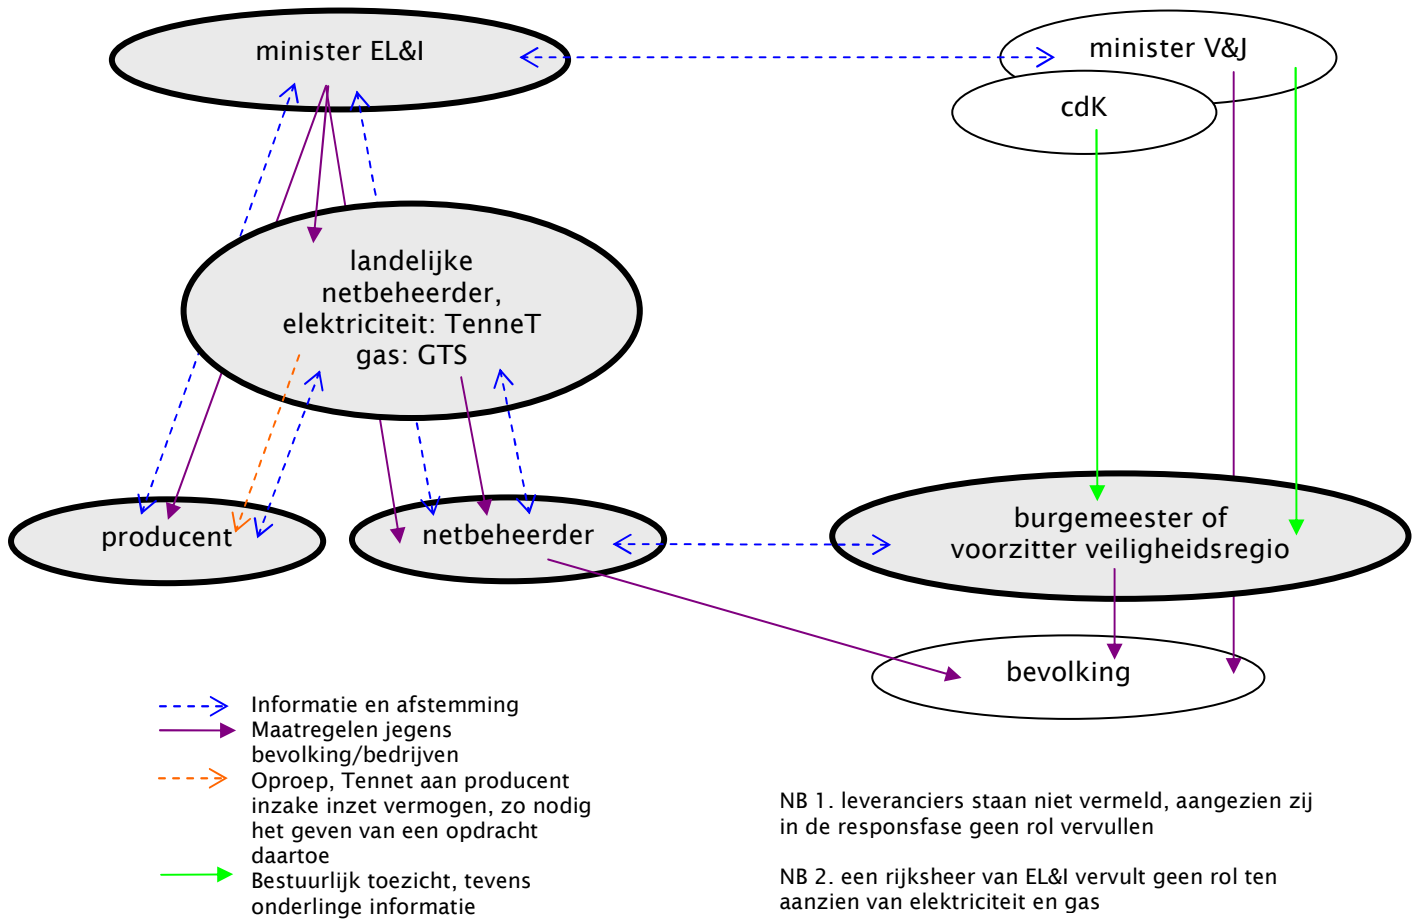 minister EL&I
minister V&J
cdK
landelijke
netbeheerder,
elektriciteit: TenneT
gas: GTS
producent
netbeheerder
burgemeester of
voorzitter veiligheidsregio
bevolking
Informatie en afstemming
Maatregelen jegens
bevolking/bedrijven
Oproep, Tennet aan producent
inzake inzet vermogen, zo nodig
het geven van een opdracht
daartoe
Bestuurlijk toezicht, tevens
onderlinge informatie
NB 1. leveranciers staan niet vermeld, aangezien zij
in de responsfase geen rol vervullen
NB 2. een rijksheer van EL&I vervult geen rol ten
aanzien van elektriciteit en gas